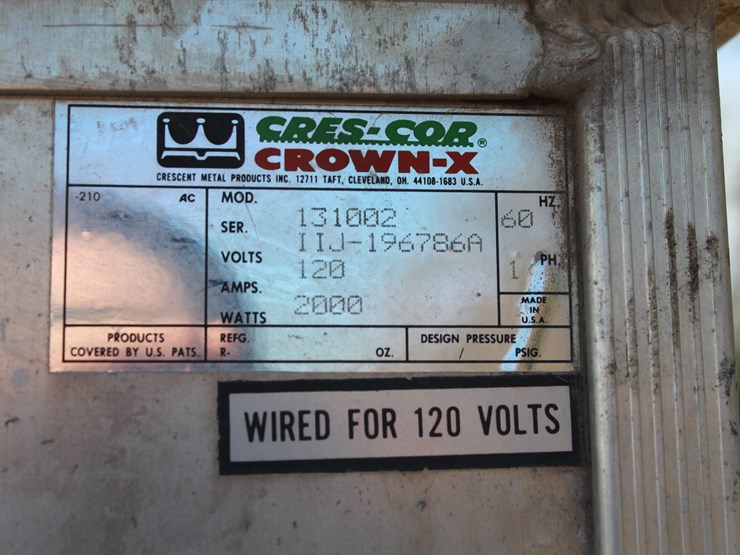 CRES-COR®
CROWN-X
CRESCENT METAL PRODUCTS INC. 12711 TAFT, CLEVELAND, OH. 44108-1683 U.S.A.
-210 AC
MOD. 131002 HZ. 60
SER. IIJ-196786A
VOLTS 120 1 PH.
AMPS.
WATTS 2000
MADE
IN
U.S.A.
PRODUCTS
COVERED BY U.S. PATS.
REFG.
R- OZ.
DESIGN PRESSURE
/ PSIG.
WIRED FOR 120 VOLTS